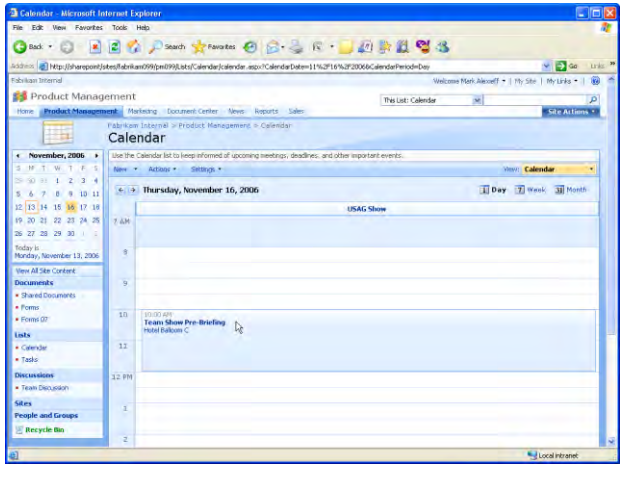 Calendar - Microsoft Internet Explorer
File Edit View Favorites Tools Help
Back Search Favorites
Address http://sharepoint/sites/fabrikam099/pm099/Lists/Calendar/calendar.aspx?CalendarDate=11%2F16%2F2006&CalendarPeriod=Day Go Links
Fabrikam Internal Welcome Mark Alexieff My Site My Links
Product Management This List: Calendar
Home Product Management Marketing Document Center News Reports Sales Site Actions
Fabrikam Internal > Product Management > Calendar
Calendar
November, 2006
S M T W T F S
29 30 31 1 2 3 4
5 6 7 8 9 10 11
12 13 14 15 16 17 18
19 20 21 22 23 24 25
26 27 28 29 30 1 2
Today is
Monday, November 13, 2006
View All Site Content
Documents
Shared Documents
Forms
Forms 07
Lists
Calendar
Tasks
Discussions
Team Discussion
Sites
People and Groups
Recycle Bin
Use the Calendar list to keep informed of upcoming meetings, deadlines, and other important events.
New Actions Settings View: Calendar
Thursday, November 16, 2006 Day Week Month
USAG Show
7 AM
8
9
10 10:00 AM
Team Show Pre-Briefing
Hotel Ballroom C
11
12 PM
1
2
Local intranet